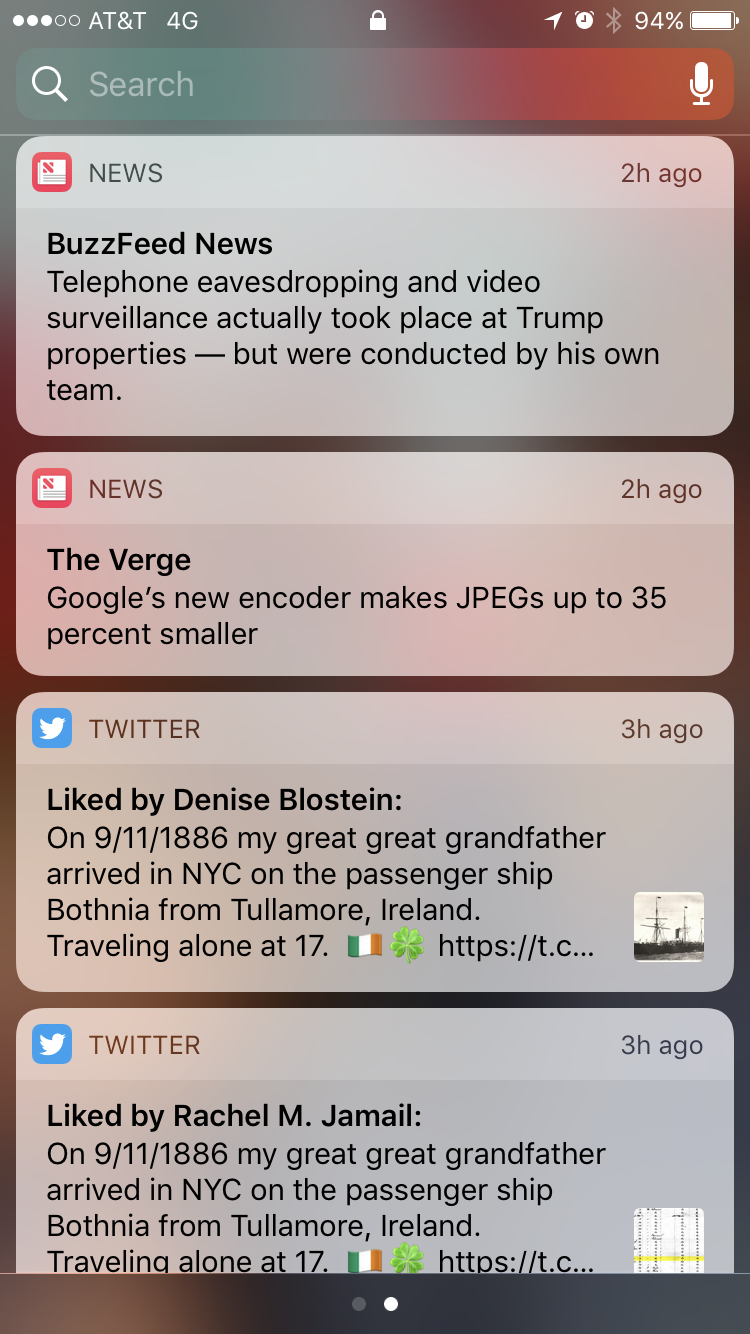 AT&T 4G 94%
Search
NEWS 2h ago
BuzzFeed News
Telephone eavesdropping and video
surveillance actually took place at Trump
properties — but were conducted by his own
team.
NEWS 2h ago
The Verge
Google’s new encoder makes JPEGs up to 35
percent smaller
TWITTER 3h ago
Liked by Denise Blostein:
On 9/11/1886 my great great grandfather
arrived in NYC on the passenger ship
Bothnia from Tullamore, Ireland.
Traveling alone at 17. 🇮🇪🍀 https://t.c...
TWITTER 3h ago
Liked by Rachel M. Jamail:
On 9/11/1886 my great great grandfather
arrived in NYC on the passenger ship
Bothnia from Tullamore, Ireland.
Traveling alone at 17. 🇮🇪🍀 https://t.c...